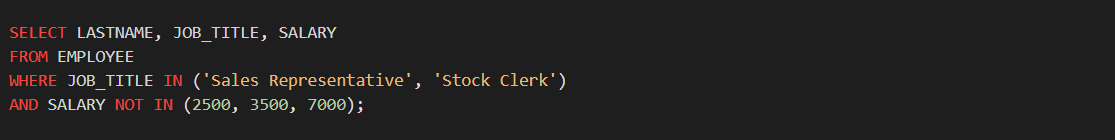 SELECT LASTNAME, JOB_TITLE, SALARY
FROM EMPLOYEE
WHERE JOB_TITLE IN ('Sales Representative', 'Stock Clerk')
AND SALARY NOT IN (2500, 3500, 7000);